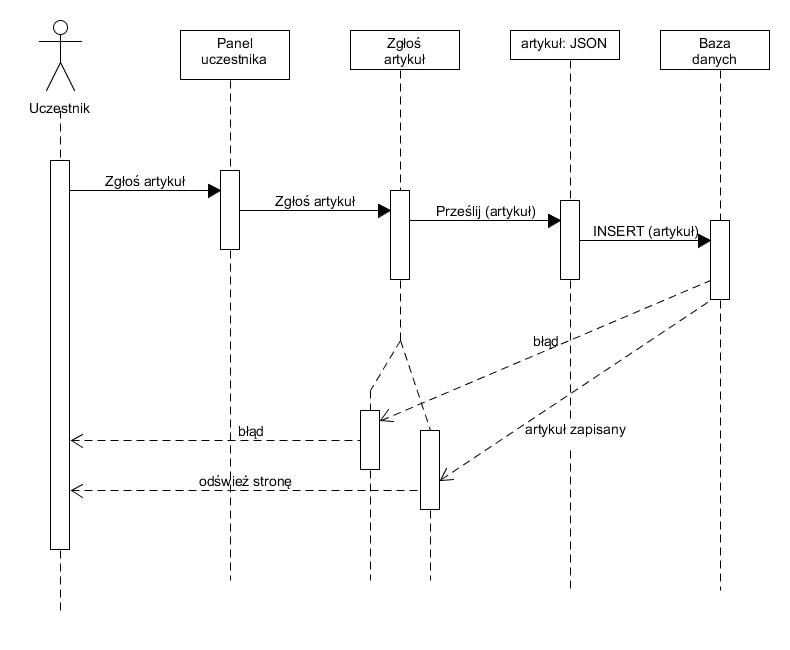 Panel
uczestnika
Zgłoś
artykuł
artykuł: JSON
Baza
danych
Uczestnik
Zgłoś artykuł
Zgłoś artykuł
Prześlij (artykuł)
INSERT (artykuł)
błąd
błąd
artykuł zapisany
odśwież stronę